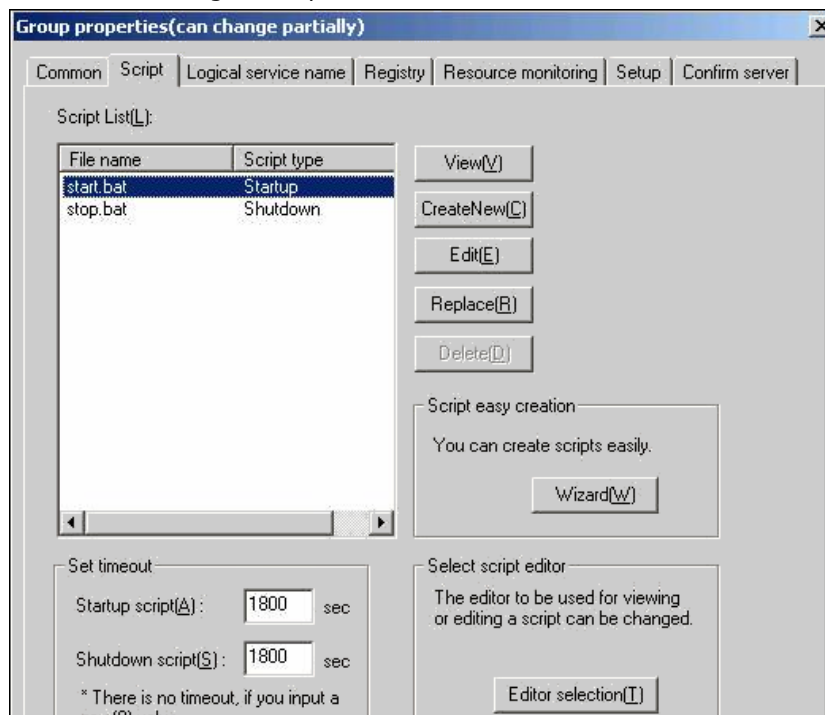 Group properties(can change partially)
Common Script Logical service name Registry Resource monitoring Setup Confirm server
Script List(L):
File name Script type
start.bat Startup
stop.bat Shutdown
View(V)
CreateNew(C)
Edit(E)
Replace(R)
Delete(D)
Script easy creation
You can create scripts easily.
Wizard(W)
Set timeout
Startup script(A) : 1800 sec
Shutdown script(S) : 1800 sec
* There is no timeout, if you input a
Select script editor
The editor to be used for viewing
or editing a script can be changed.
Editor selection(T)